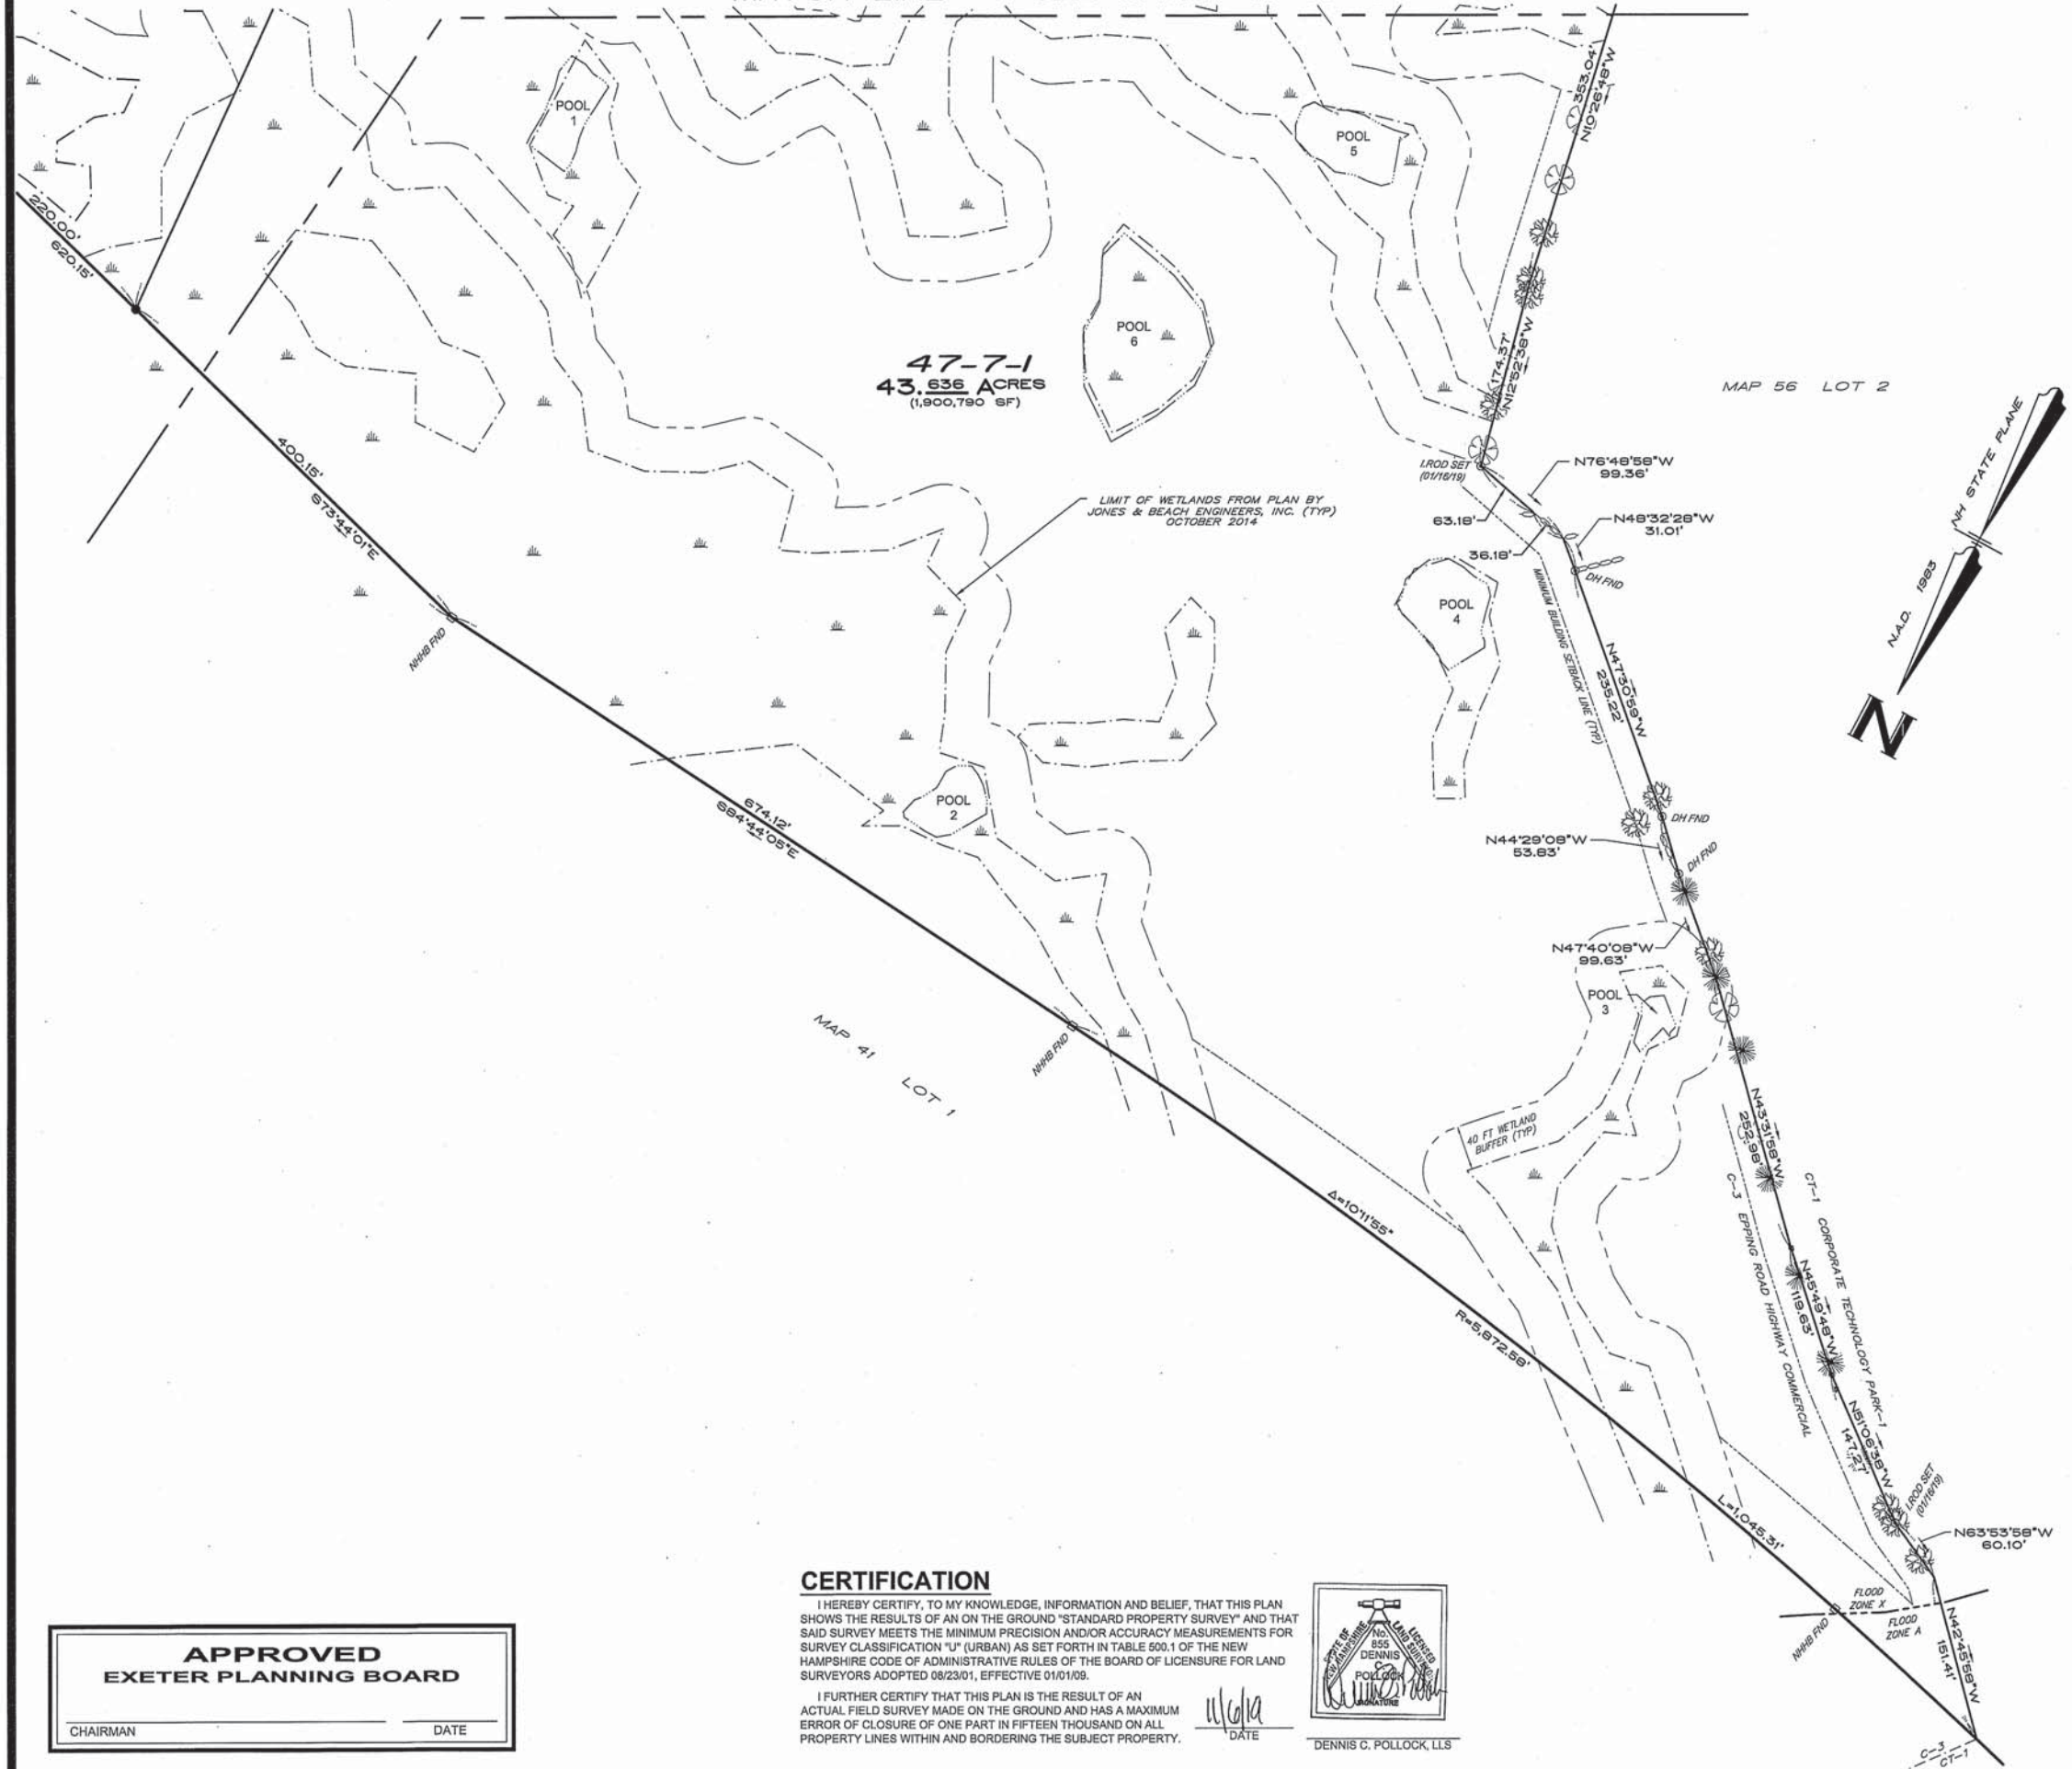 POOL
1
POOL
5
353.04'
N10°26'48"W
220.00'
620.15'
POOL
6
47-7-1
43.636 ACRES
(1,900,790 SF)
174.37'
N12°52'38"W
MAP 56 LOT 2
N.A.D. 1983
NH STATE PLANE
N
I.ROD SET
(01/16/19)
N76°48'58"W
99.36'
63.18'
N48°32'28"W
31.01'
36.18'
DH FND
400.15'
S73°44'01"E
LIMIT OF WETLANDS FROM PLAN BY
JONES & BEACH ENGINEERS, INC. (TYP)
OCTOBER 2014
POOL
4
MINIMUM BUILDING SETBACK LINE (TYP)
N47°30'59"W
235.22'
NHHB FND
POOL
2
674.12'
S84°44'05"E
DH FND
N44°29'08"W
53.83'
DH FND
N47°40'08"W
99.63'
POOL
3
MAP 41 LOT 1
NHHB FND
40 FT WETLAND
BUFFER (TYP)
N43°31'58"W
252.98'
Δ=10°11'55"
R=5,872.58'
L=1,045.31'
C-3 EPPING ROAD HIGHWAY COMMERCIAL
CT-1 CORPORATE TECHNOLOGY PARK-1
N45°49'48"W
119.63'
N51°06'38"W
147.27'
I.ROD SET
(01/16/19)
N63°53'58"W
60.10'
FLOOD
ZONE X
FLOOD
ZONE A
NHHB FND
N42°45'58"W
151.41'
C-3
CT-1
CERTIFICATION
I HEREBY CERTIFY, TO MY KNOWLEDGE, INFORMATION AND BELIEF, THAT THIS PLAN
SHOWS THE RESULTS OF AN ON THE GROUND "STANDARD PROPERTY SURVEY" AND THAT
SAID SURVEY MEETS THE MINIMUM PRECISION AND/OR ACCURACY MEASUREMENTS FOR
SURVEY CLASSIFICATION "U" (URBAN) AS SET FORTH IN TABLE 500.1 OF THE NEW
HAMPSHIRE CODE OF ADMINISTRATIVE RULES OF THE BOARD OF LICENSURE FOR LAND
SURVEYORS ADOPTED 08/23/01, EFFECTIVE 01/01/09.
I FURTHER CERTIFY THAT THIS PLAN IS THE RESULT OF AN
ACTUAL FIELD SURVEY MADE ON THE GROUND AND HAS A MAXIMUM
ERROR OF CLOSURE OF ONE PART IN FIFTEEN THOUSAND ON ALL
PROPERTY LINES WITHIN AND BORDERING THE SUBJECT PROPERTY.
11/6/19
DATE
STATE OF
NEW HAMPSHIRE
LICENSED
LAND SURVEYOR
No.
855
DENNIS
C.
POLLOCK
SIGNATURE
DENNIS C. POLLOCK, LLS
APPROVED
EXETER PLANNING BOARD
CHAIRMAN
DATE